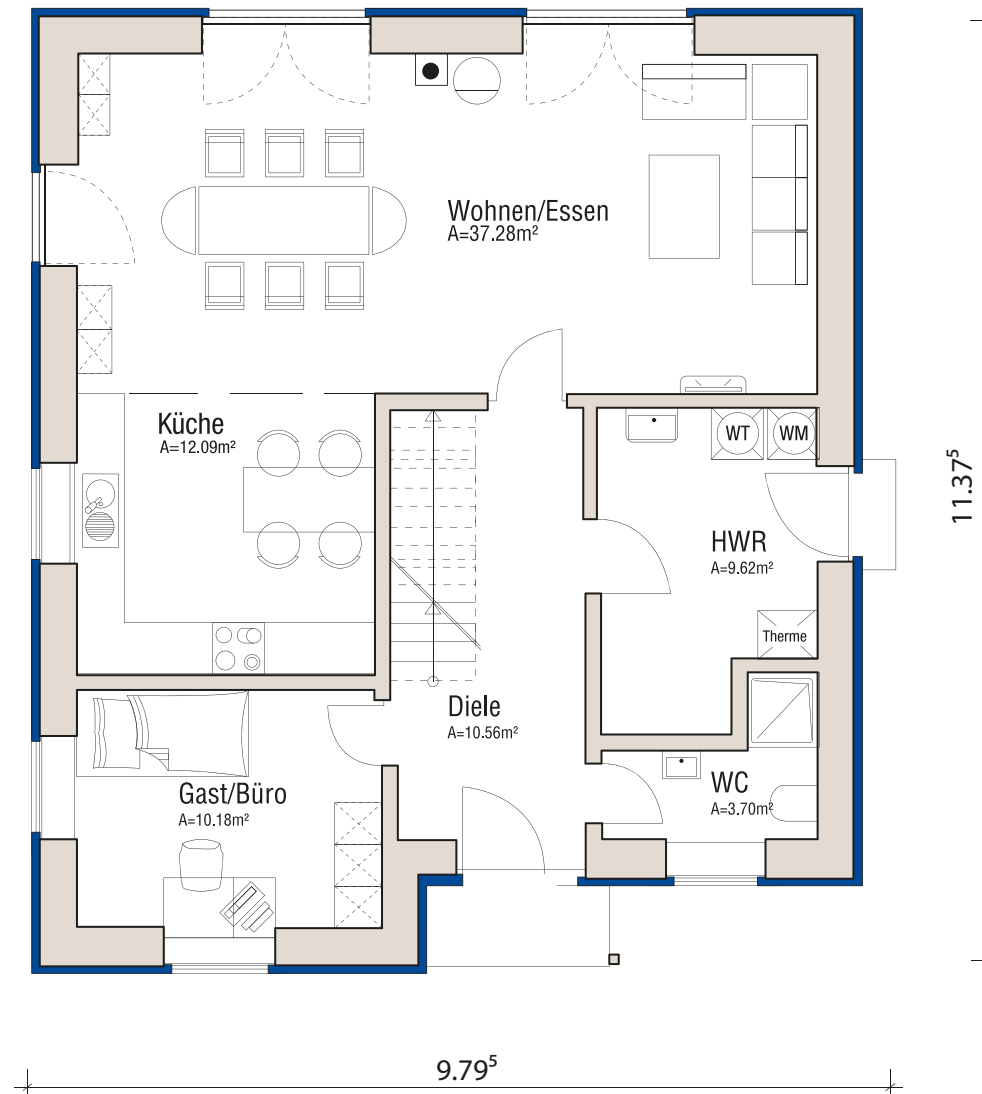 Wohnen/Essen
A=37.28m²
Küche
A=12.09m²
WT
WM
11.37⁵
HWR
A=9.62m²
Therme
Diele
A=10.56m²
WC
A=3.70m²
Gast/Büro
A=10.18m²
9.79⁵